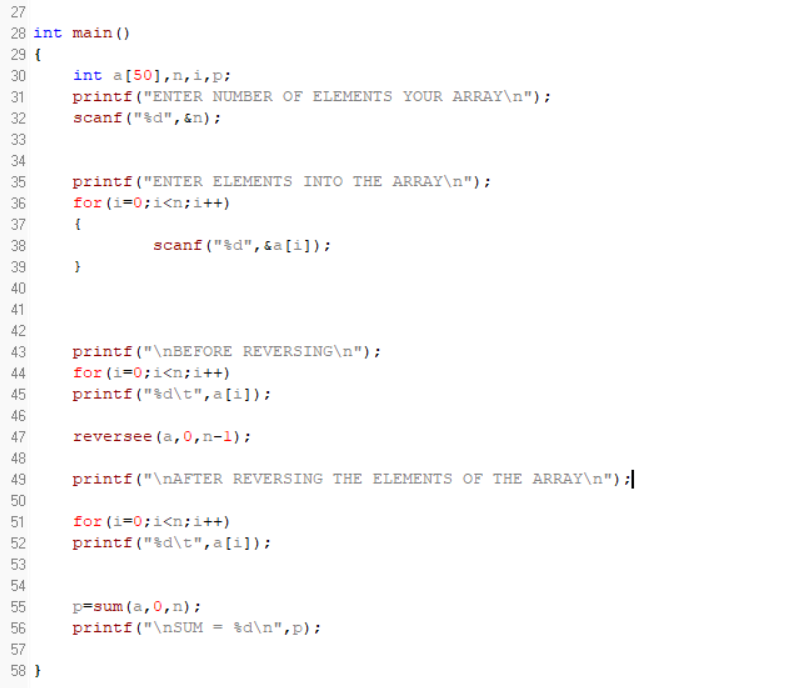 27
28 int main()
29 {
30 int a[50],n,i,p;
31 printf("ENTER NUMBER OF ELEMENTS YOUR ARRAY\n");
32 scanf("%d",&n);
33
34
35 printf("ENTER ELEMENTS INTO THE ARRAY\n");
36 for(i=0;i<n;i++)
37 {
38 scanf("%d",&a[i]);
39 }
40
41
42
43 printf("\nBEFORE REVERSING\n");
44 for(i=0;i<n;i++)
45 printf("%d\t",a[i]);
46
47 reversee(a,0,n-1);
48
49 printf("\nAFTER REVERSING THE ELEMENTS OF THE ARRAY\n");
50
51 for(i=0;i<n;i++)
52 printf("%d\t",a[i]);
53
54
55 p=sum(a,0,n);
56 printf("\nSUM = %d\n",p);
57
58 }